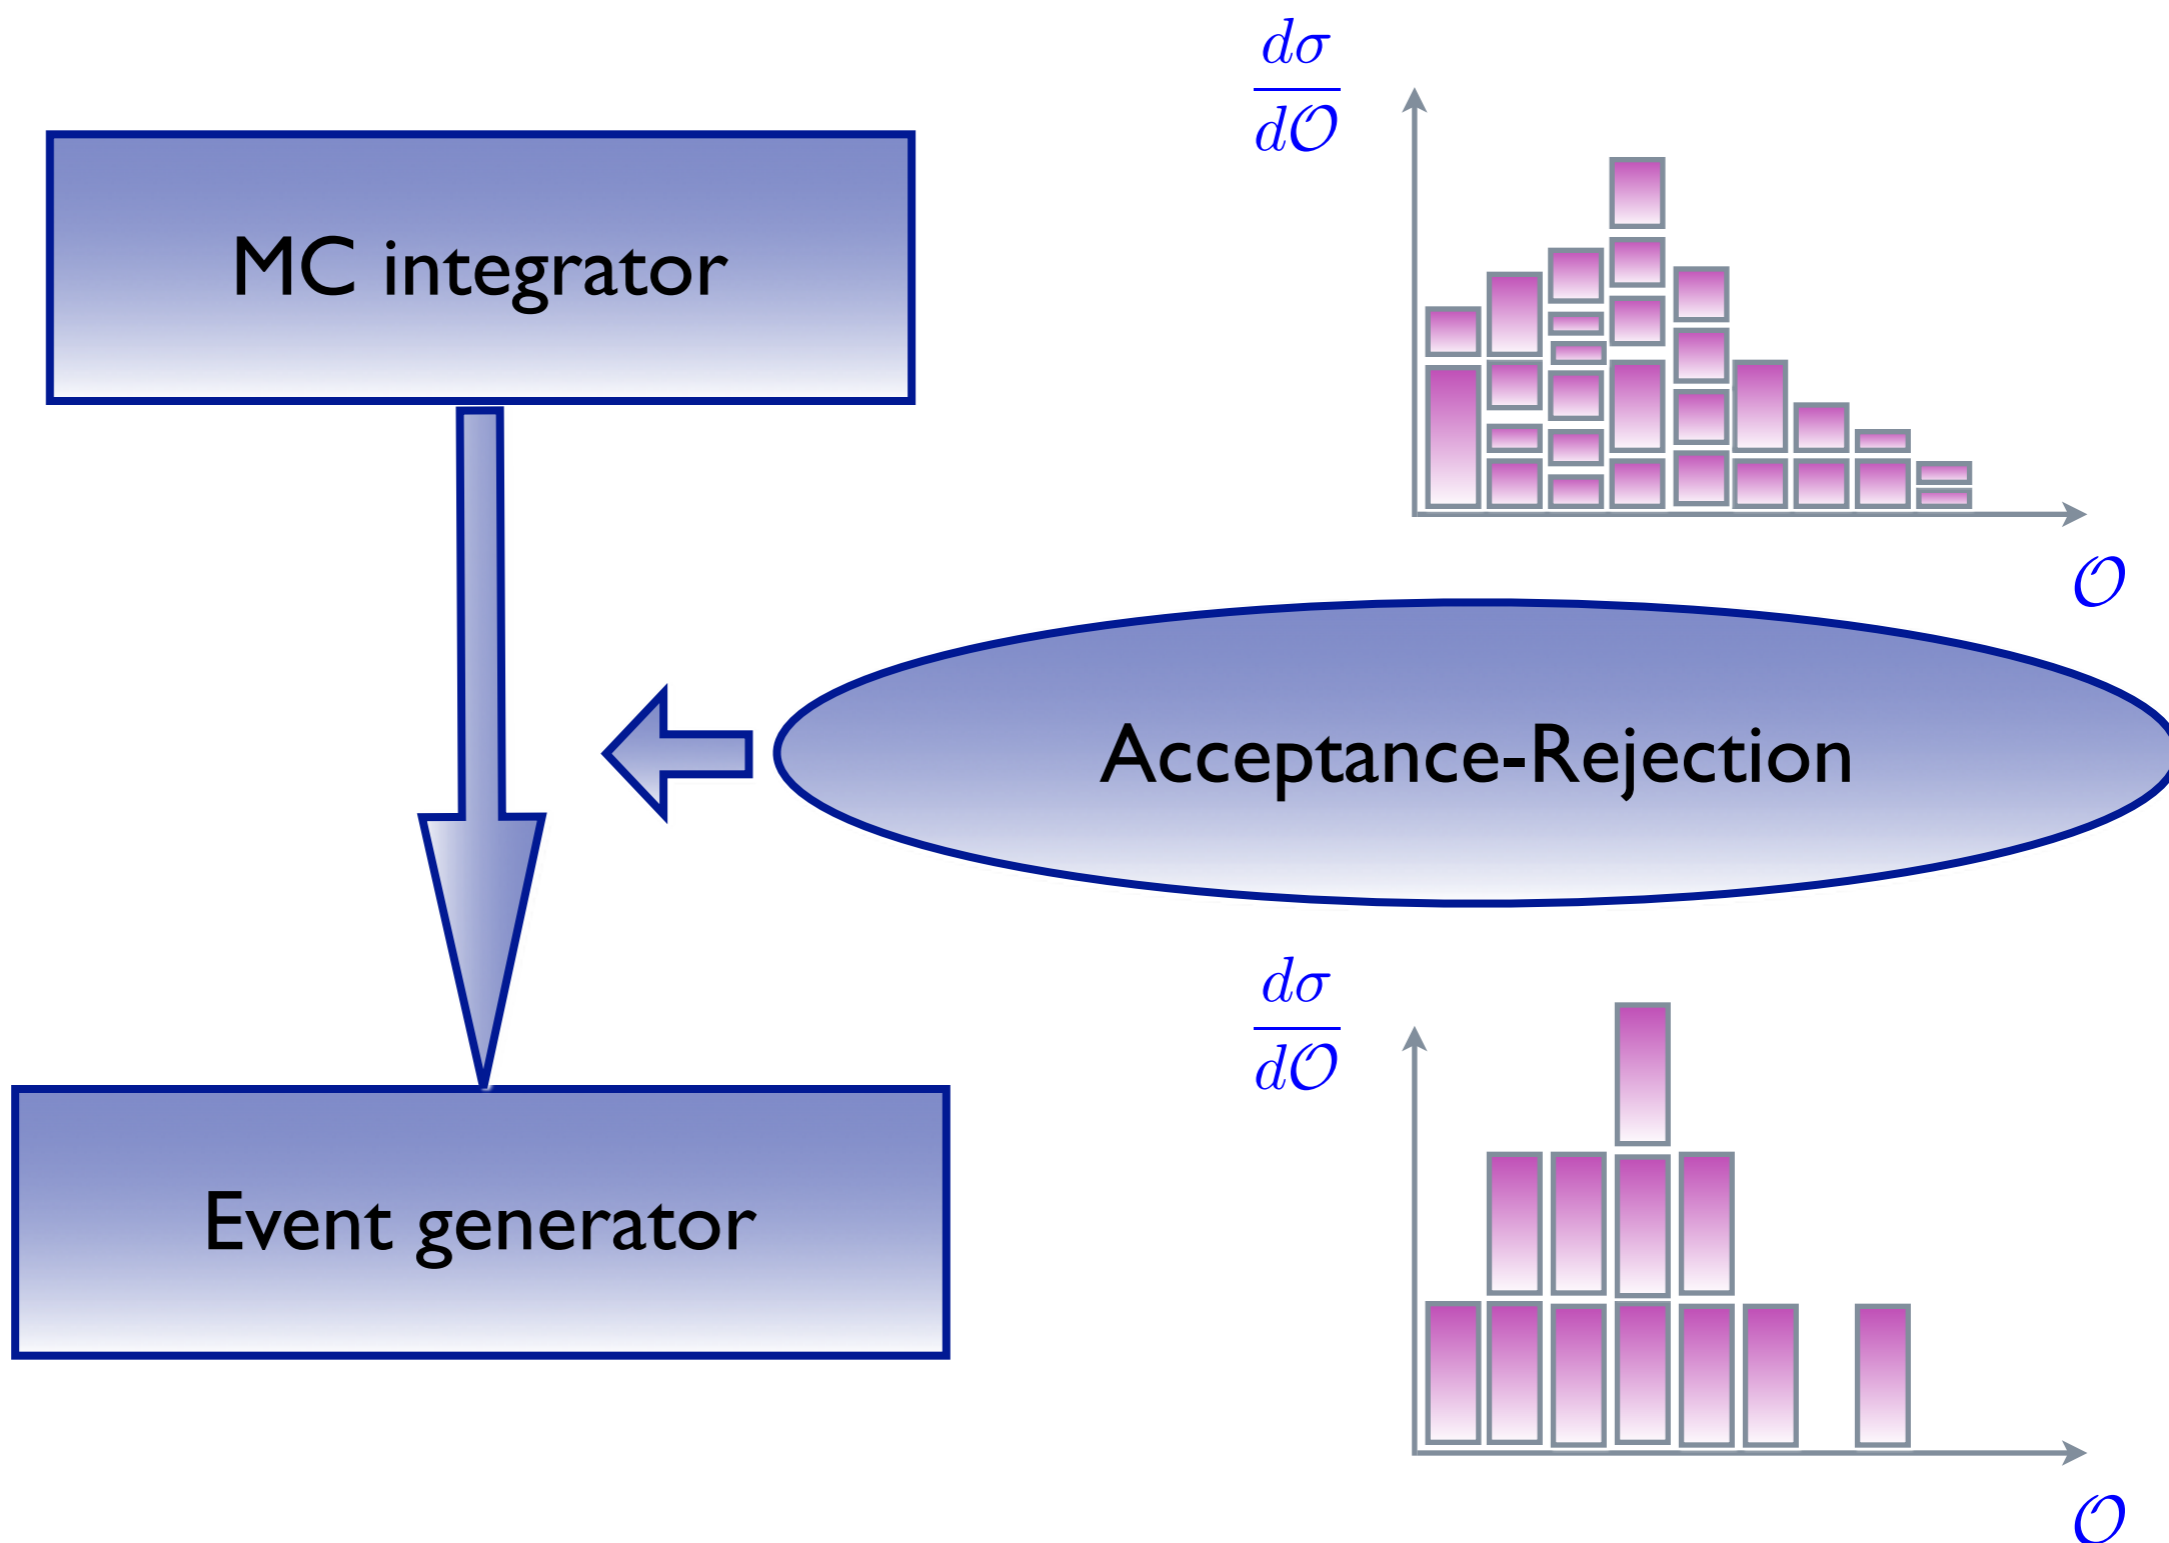 dσ
d𝒪
MC integrator
𝒪
Acceptance-Rejection
dσ
d𝒪
Event generator
𝒪